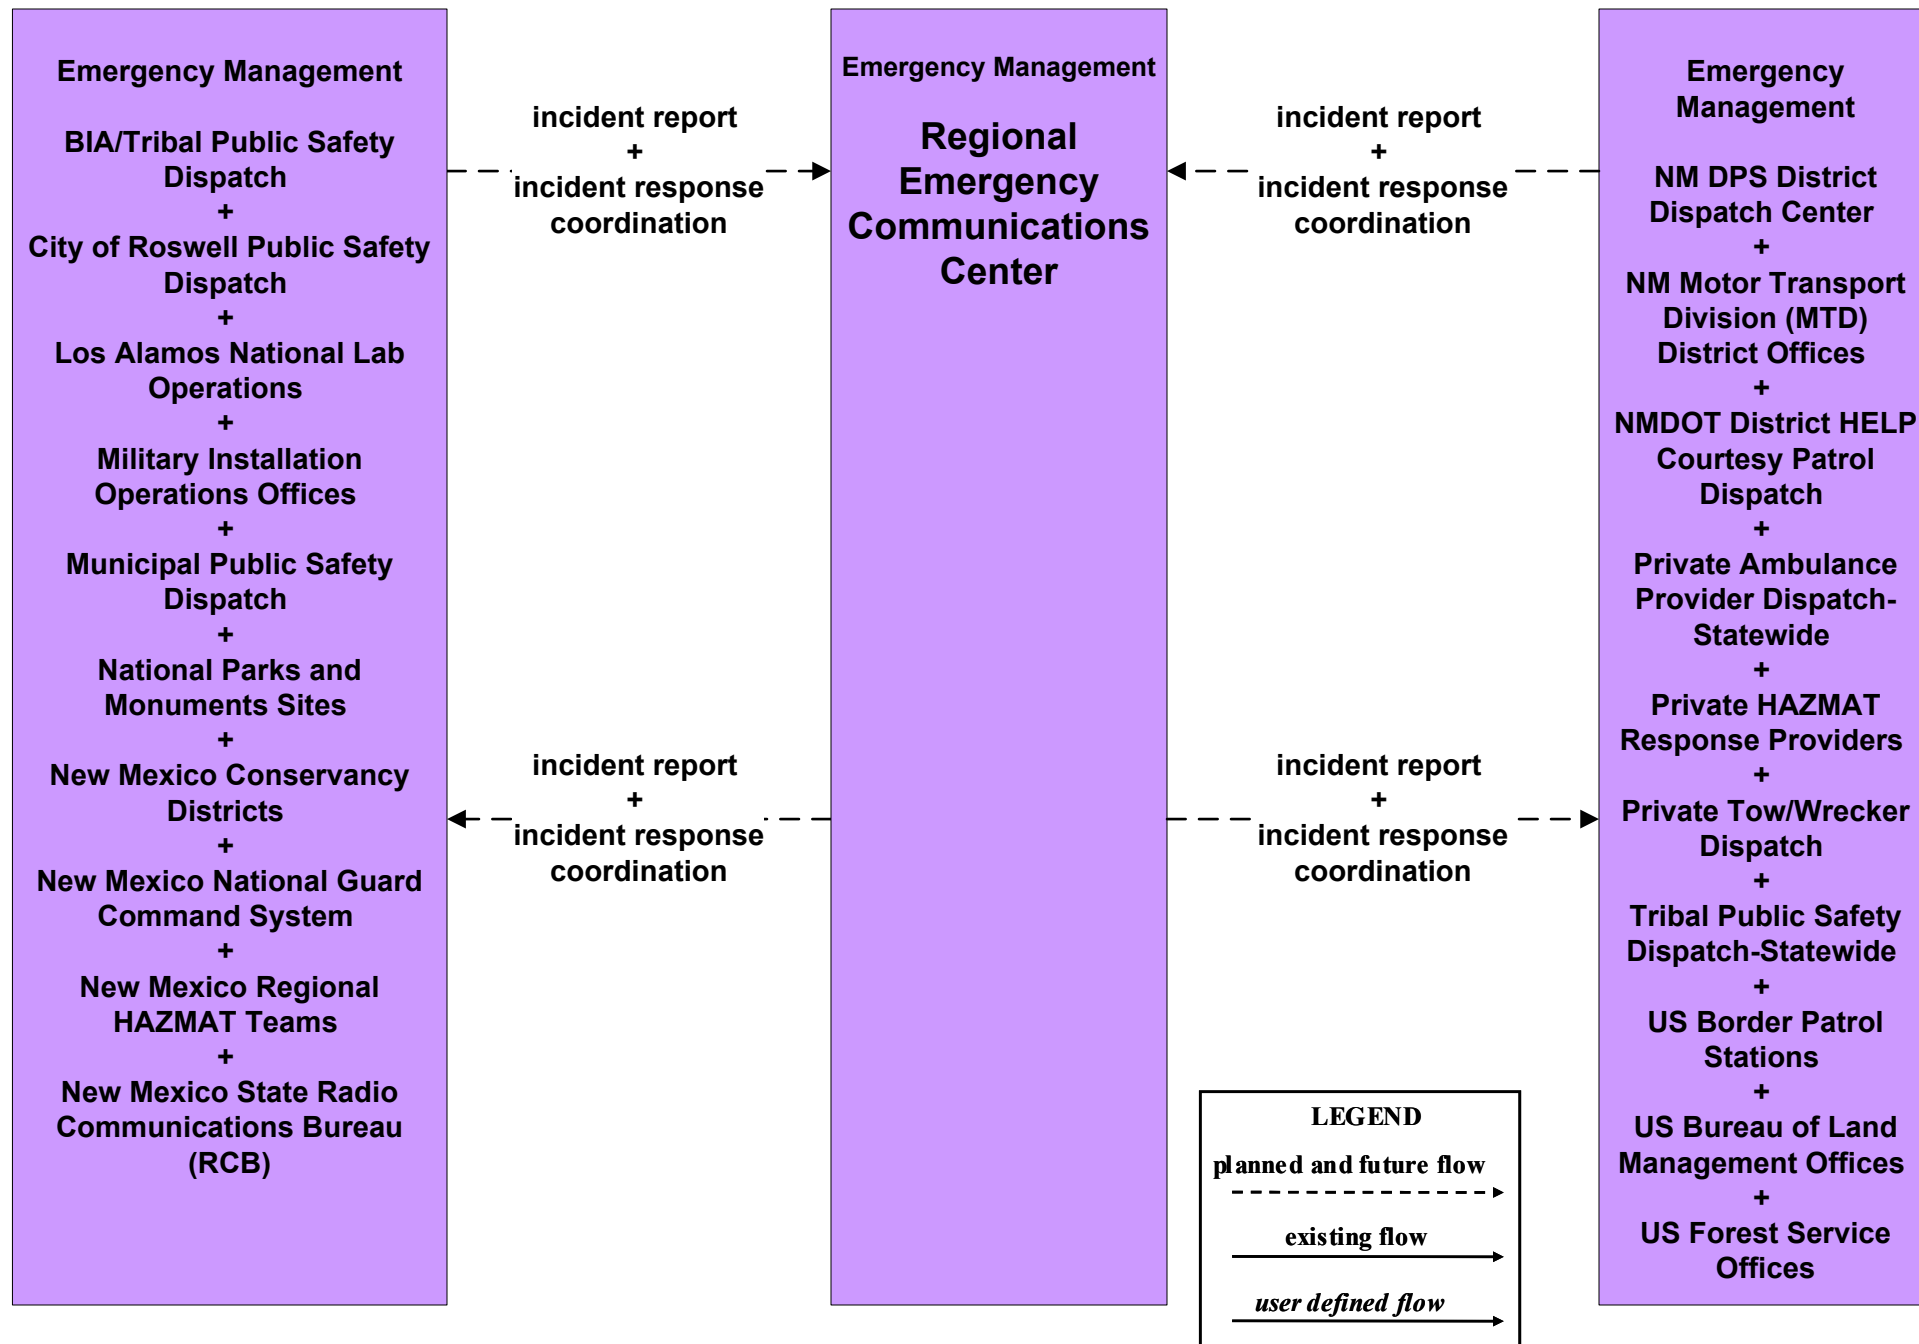 Emergency Management
BIA/Tribal Public Safety
Dispatch
+
City of Roswell Public Safety
Dispatch
+
Los Alamos National Lab
Operations
+
Military Installation
Operations Offices
+
Municipal Public Safety
Dispatch
+
National Parks and
Monuments Sites
+
New Mexico Conservancy
Districts
+
New Mexico National Guard
Command System
+
New Mexico Regional
HAZMAT Teams
+
New Mexico State Radio
Communications Bureau
(RCB)
incident report
+
incident response
coordination
incident report
+
incident response
coordination
Emergency Management
Regional
Emergency
Communications
Center
incident report
+
incident response
coordination
incident report
+
incident response
coordination
Emergency
Management
NM DPS District
Dispatch Center
+
NM Motor Transport
Division (MTD)
District Offices
+
NMDOT District HELP
Courtesy Patrol
Dispatch
+
Private Ambulance
Provider Dispatch-
Statewide
+
Private HAZMAT
Response Providers
+
Private Tow/Wrecker
Dispatch
+
Tribal Public Safety
Dispatch-Statewide
+
US Border Patrol
Stations
+
US Bureau of Land
Management Offices
+
US Forest Service
Offices
LEGEND
planned and future flow
existing flow
user defined flow